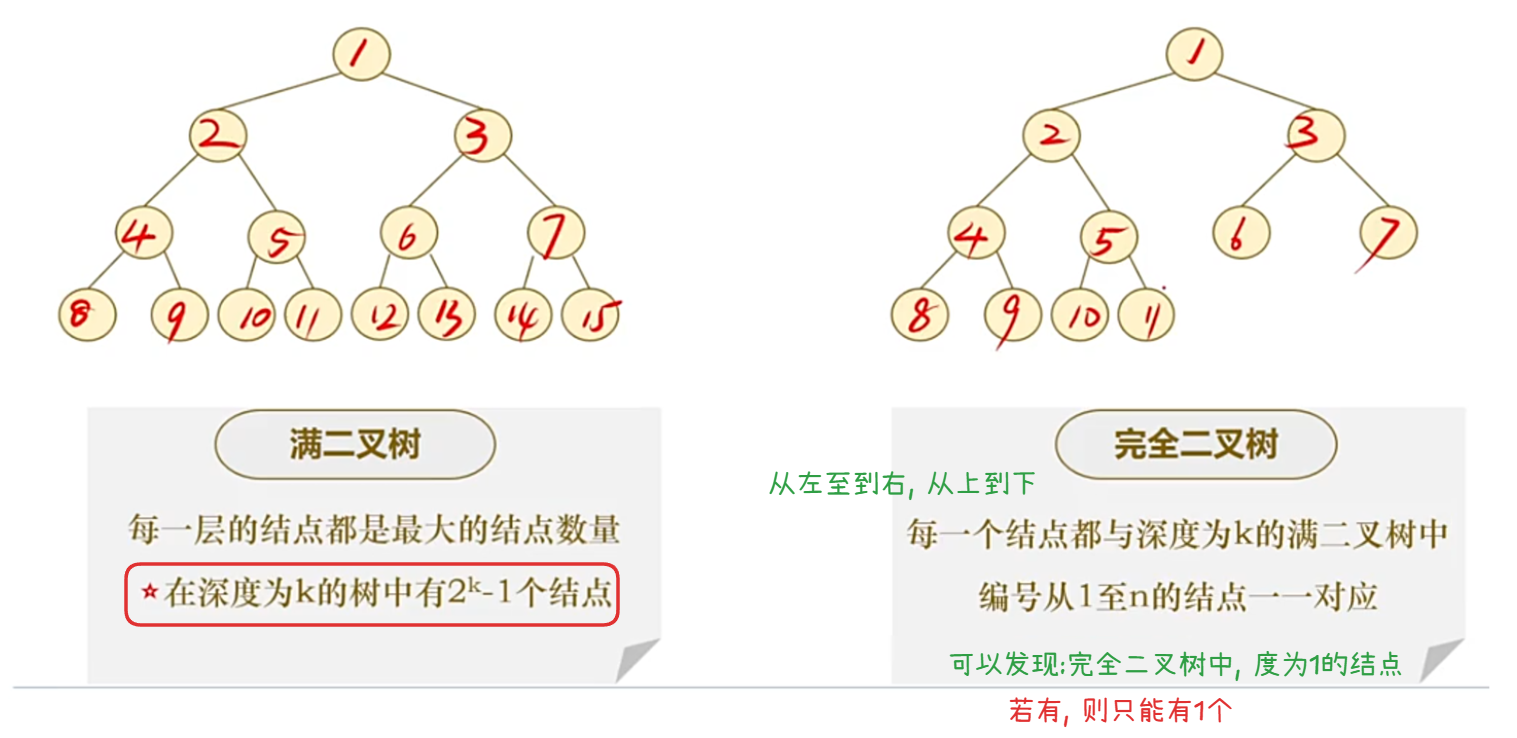 1
2 3
4 5 6 7
8 9 10 11 12 13 14 15
满二叉树
每一层的结点都是最大的结点数量
☆在深度为k的树中有2ᵏ-1个结点
1
2 3
4 5 6 7
8 9 10 11
完全二叉树
从左至到右, 从上到下
每一个结点都与深度为k的满二叉树中
编号从1至n的结点一一对应
可以发现:完全二叉树中, 度为1的结点
若有, 则只能有1个